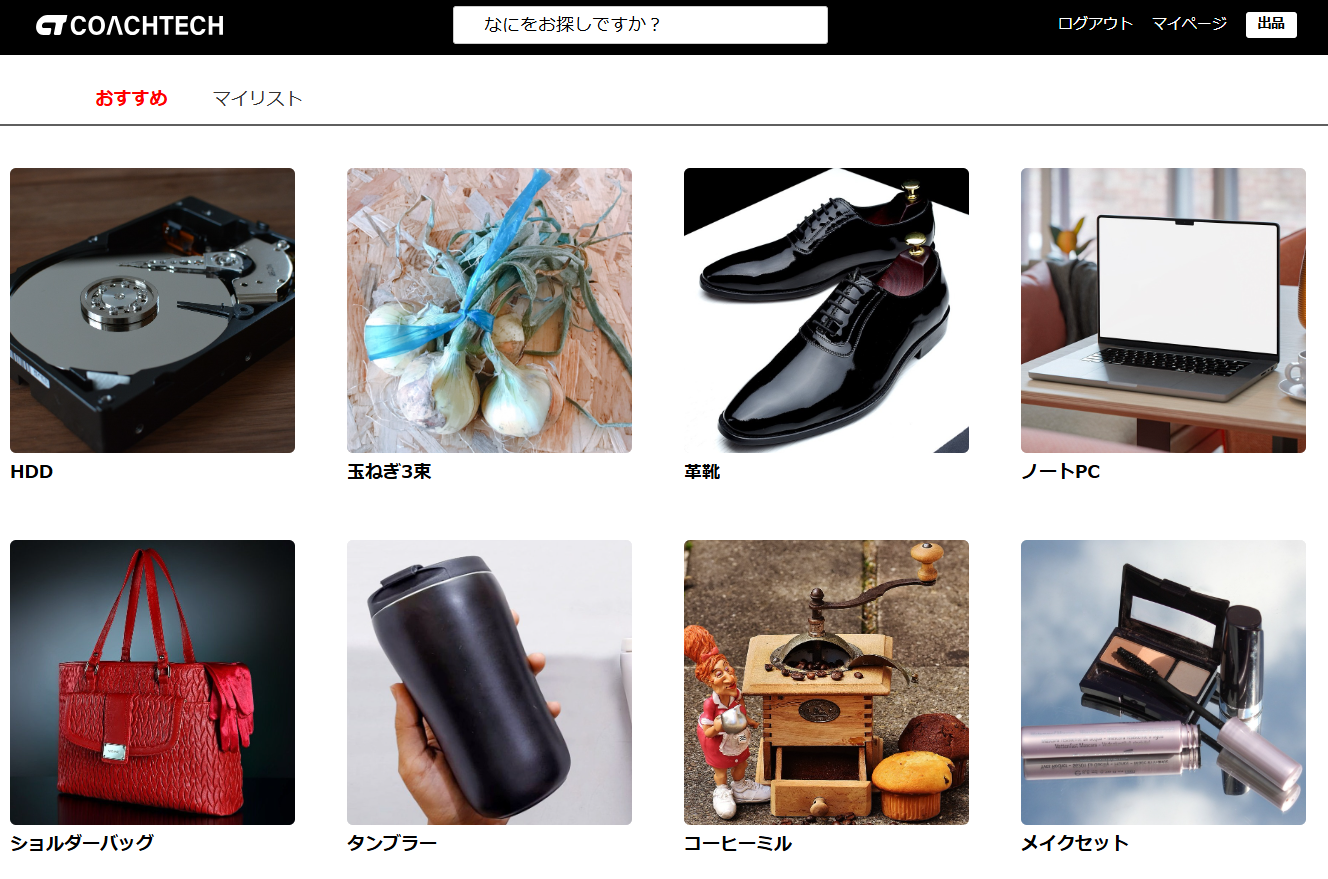 COACHTECH
なにをお探しですか？
ログアウト マイページ 出品
おすすめ マイリスト
HDD
玉ねぎ3束
革靴
ノートPC
ショルダーバッグ
タンブラー
コーヒーミル
メイクセット